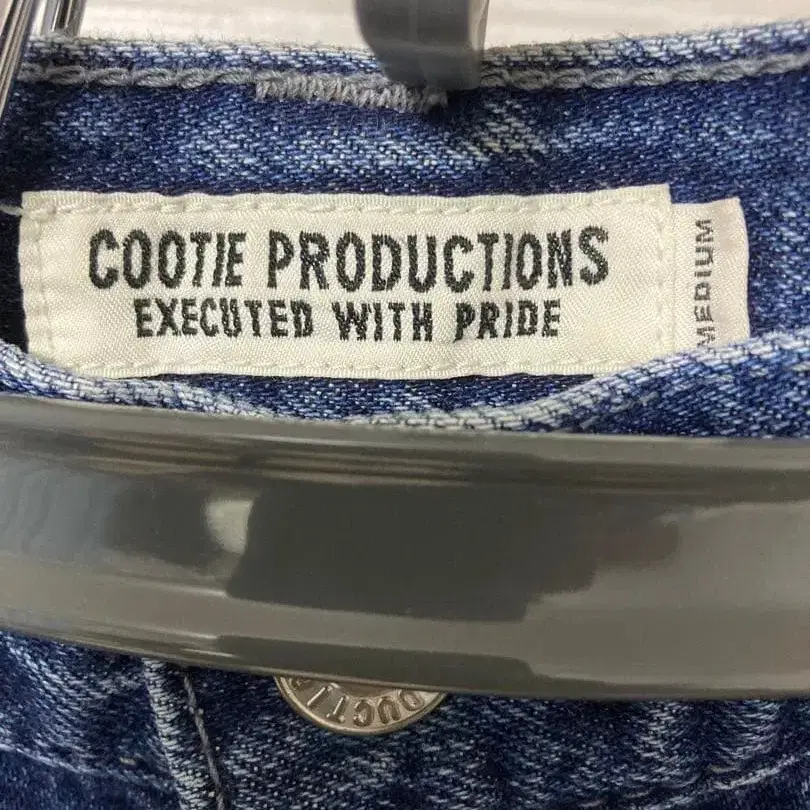 COOTIE PRODUCTIONS
EXECUTED WITH PRIDE
MEDIUM